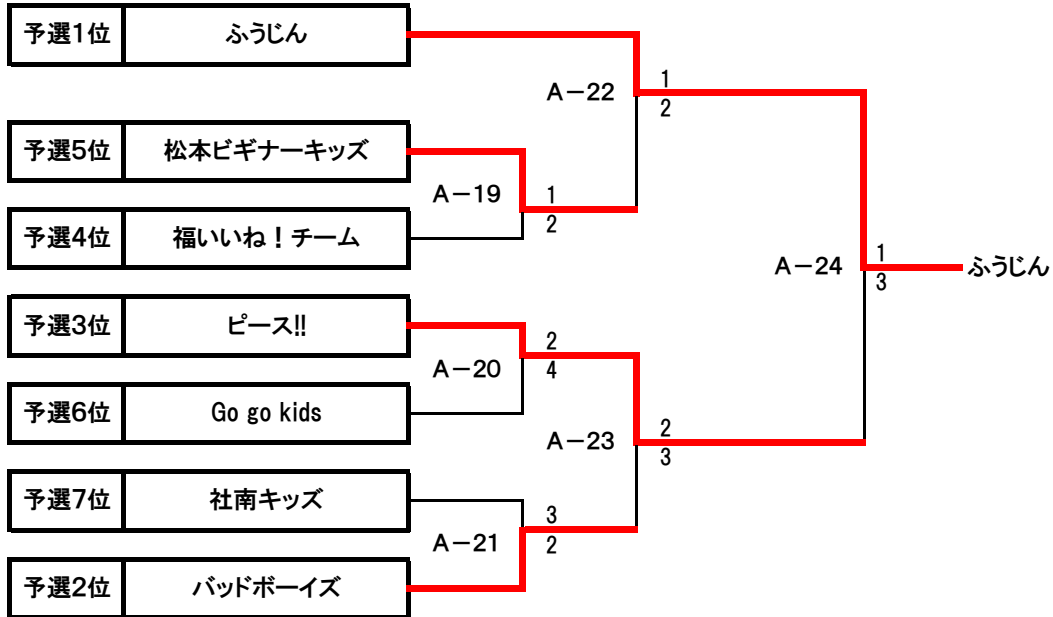 予選1位 ふうじん
A－22 1
2
予選5位 松本ビギナーキッズ
A－19 1
2
予選4位 福いいね！チーム
A－24 1
3
ふうじん
予選3位 ピース!!
A－20 2
4
予選6位 Go go kids
A－23 2
3
予選7位 社南キッズ
A－21 3
2
予選2位 バッドボーイズ